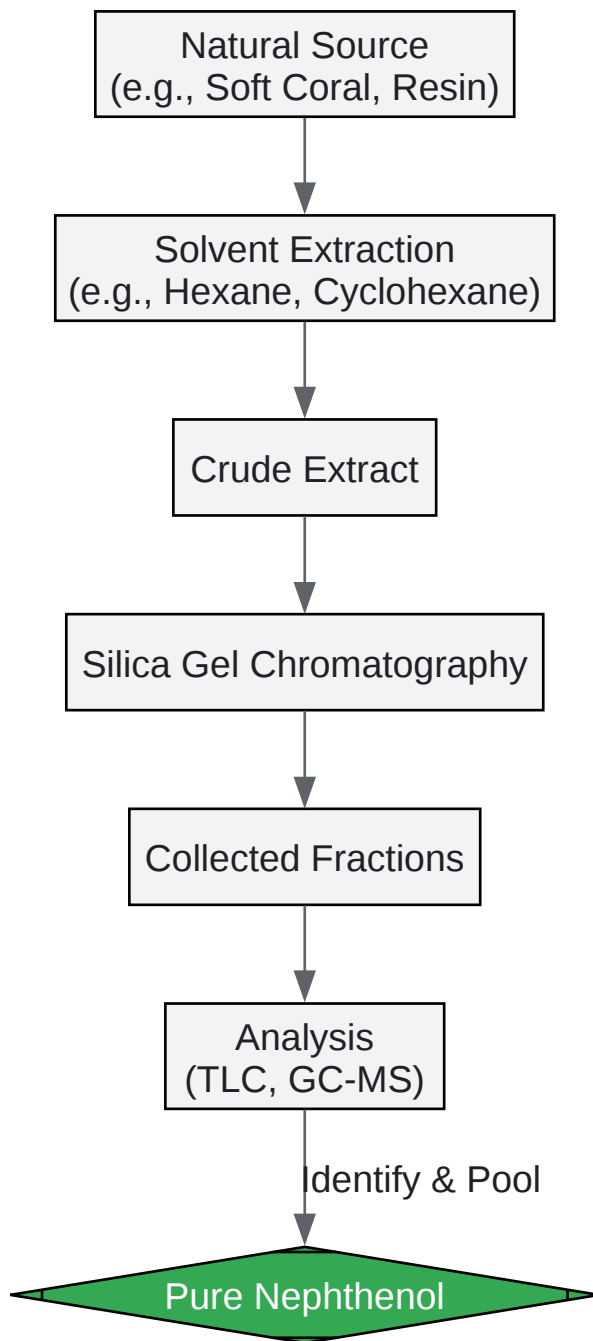 Natural Source
(e.g., Soft Coral, Resin)
Solvent Extraction
(e.g., Hexane, Cyclohexane)
Crude Extract
Silica Gel Chromatography
Collected Fractions
Analysis
(TLC, GC-MS)
Identify & Pool
Pure Nephthenol